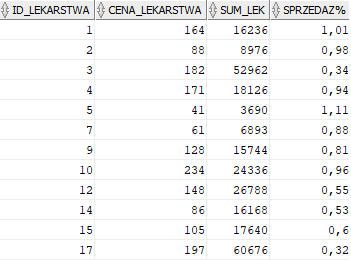 ID_LEKARSTWA CENA_LEKARSTWA SUM_LEK SPRZEDAZ%
1 164 16236 1,01
2 88 8976 0,98
3 182 52962 0,34
4 171 18126 0,94
5 41 3690 1,11
7 61 6893 0,88
9 128 15744 0,81
10 234 24336 0,96
12 148 26788 0,55
14 86 16168 0,53
15 105 17640 0,6
17 197 60676 0,32